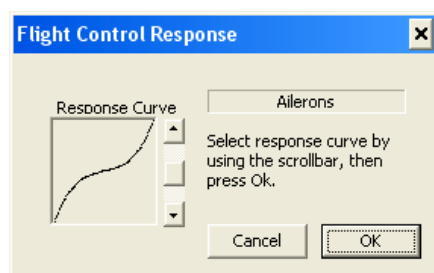 Flight Control Response
Response Curve
Ailerons
Select response curve by
using the scrollbar, then
press Ok.
Cancel
OK